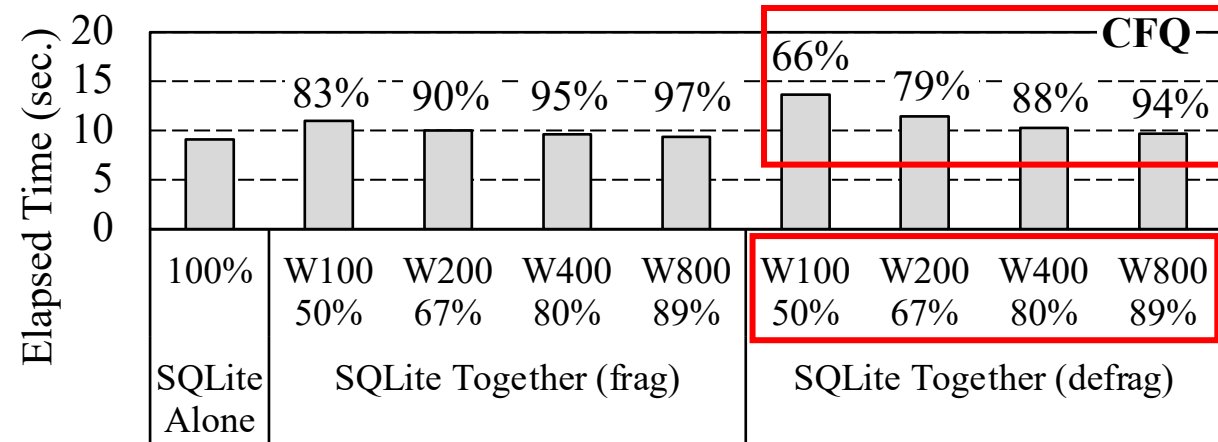 Elapsed Time (sec.)
20
15
10
5
0
CFQ
83%
90%
95%
97%
66%
79%
88%
94%
100%
W100
50%
W200
67%
W400
80%
W800
89%
W100
50%
W200
67%
W400
80%
W800
89%
SQLite
Alone
SQLite Together (frag)
SQLite Together (defrag)